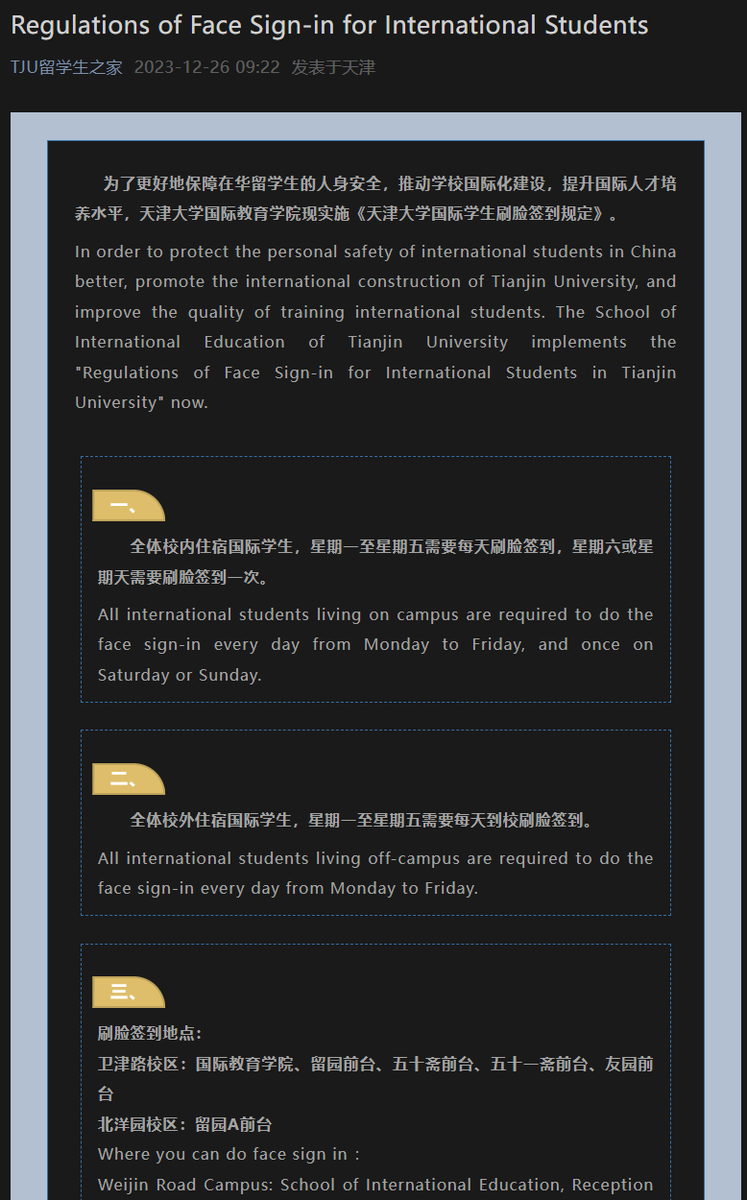 Regulations of Face Sign-in for International Students
TJU留学生之家 2023-12-26 09:22 发表于天津
为了更好地保障在华留学生的人身安全，推动学校国际化建设，提升国际人才培
养水平，天津大学国际教育学院现实施《天津大学国际学生刷脸签到规定》。
In order to protect the personal safety of international students in China
better, promote the international construction of Tianjin University, and
improve the quality of training international students. The School of
International Education of Tianjin University implements the
"Regulations of Face Sign-in for International Students in Tianjin
University" now.
一、
全体校内住宿国际学生，星期一至星期五需要每天刷脸签到，星期六或星
期天需要刷脸签到一次。
All international students living on campus are required to do the
face sign-in every day from Monday to Friday, and once on
Saturday or Sunday.
二、
全体校外住宿国际学生，星期一至星期五需要每天到校刷脸签到。
All international students living off-campus are required to do the
face sign-in every day from Monday to Friday.
三、
刷脸签到地点：
卫津路校区：国际教育学院、留园前台、五十斋前台、五十一斋前台、友园前
台
北洋园校区：留园A前台
Where you can do face sign in：
Weijin Road Campus: School of International Education, Reception